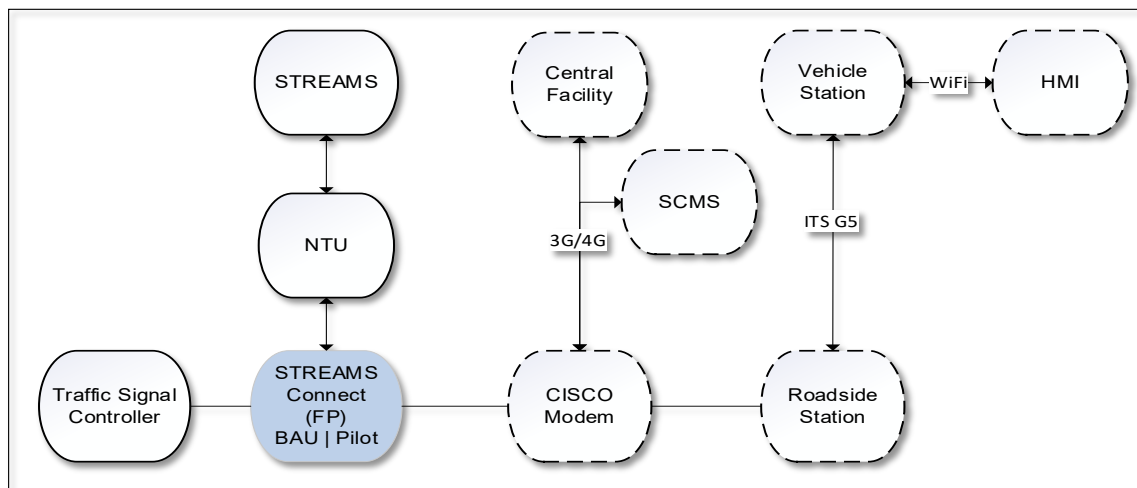 STREAMS
Central
Facility
Vehicle
Station
WiFi
HMI
SCMS
NTU
3G/4G
ITS G5
Traffic Signal
Controller
STREAMS
Connect
(FP)
BAU | Pilot
CISCO
Modem
Roadside
Station